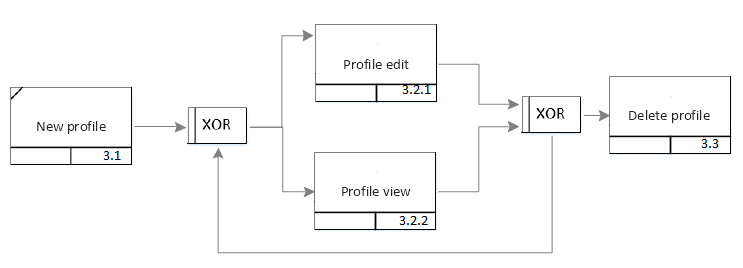 New profile
3.1
XOR
Profile edit
3.2.1
Profile view
3.2.2
XOR
Delete profile
3.3